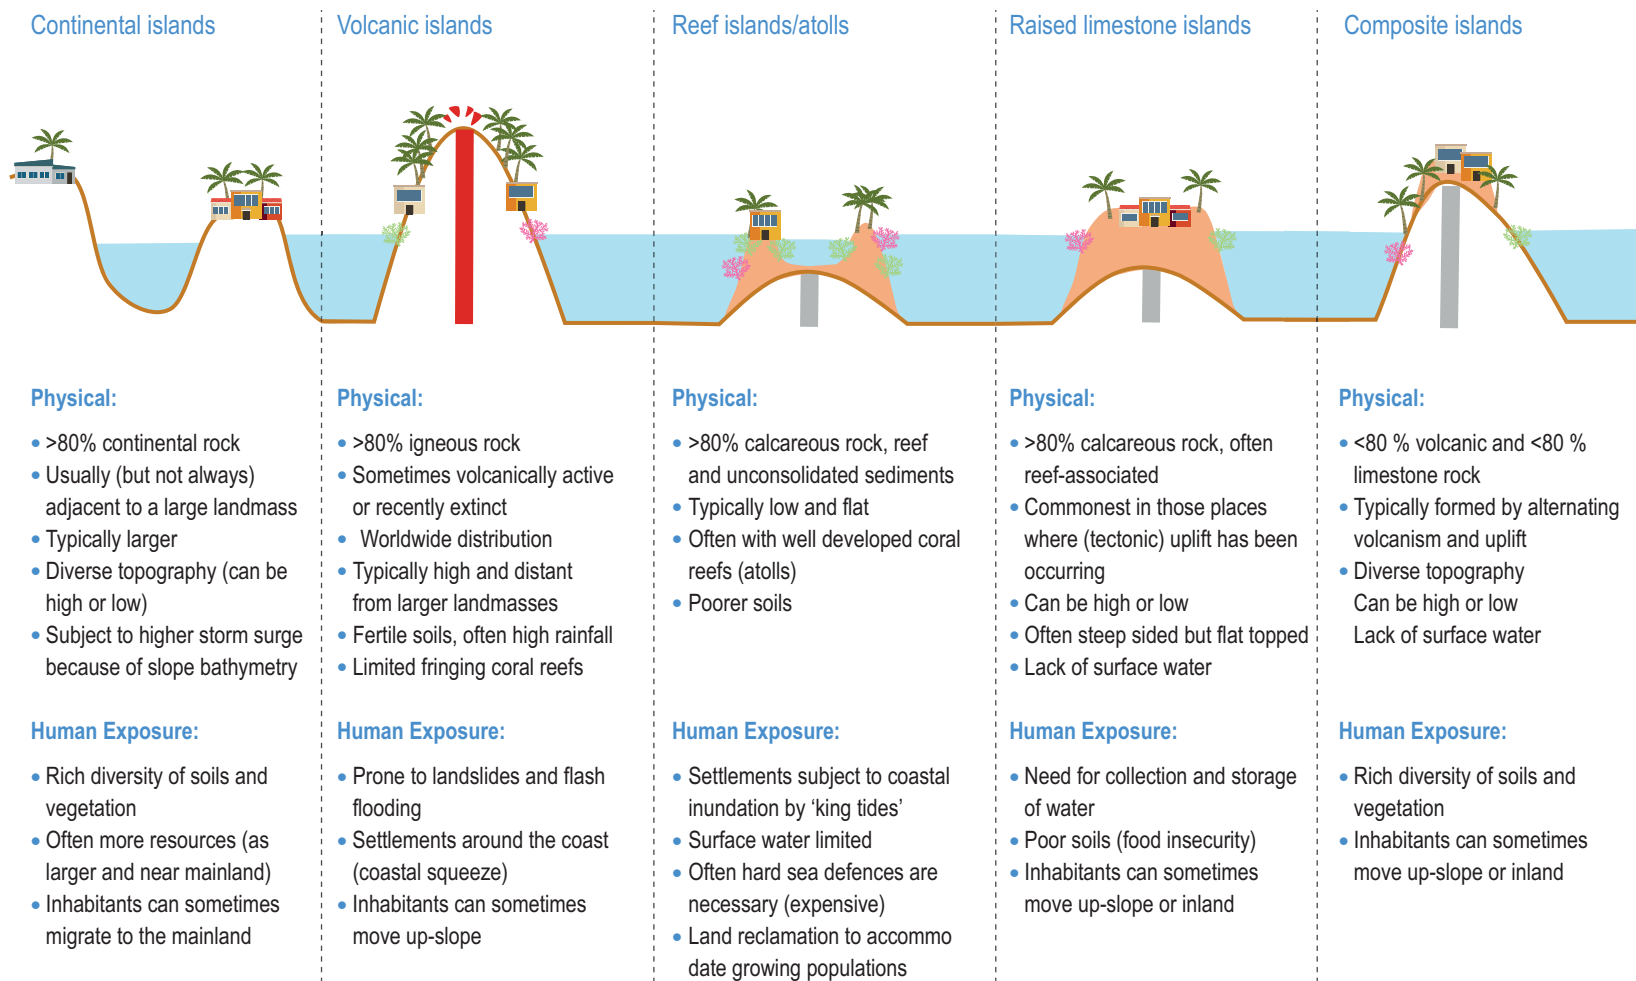 Continental islands
Physical:
• >80% continental rock
• Usually (but not always)
adjacent to a large landmass
• Typically larger
• Diverse topography (can be
high or low)
• Subject to higher storm surge
because of slope bathymetry
Human Exposure:
• Rich diversity of soils and
vegetation
• Often more resources (as
larger and near mainland)
• Inhabitants can sometimes
migrate to the mainland
Volcanic islands
Physical:
• >80% igneous rock
• Sometimes volcanically active
or recently extinct
• Worldwide distribution
• Typically high and distant
from larger landmasses
• Fertile soils, often high rainfall
• Limited fringing coral reefs
Human Exposure:
• Prone to landslides and flash
flooding
• Settlements around the coast
(coastal squeeze)
• Inhabitants can sometimes
move up-slope
Reef islands/atolls
Physical:
• >80% calcareous rock, reef
and unconsolidated sediments
• Typically low and flat
• Often with well developed coral
reefs (atolls)
• Poorer soils
Human Exposure:
• Settlements subject to coastal
inundation by ‘king tides’
• Surface water limited
• Often hard sea defences are
necessary (expensive)
• Land reclamation to accommo
date growing populations
Raised limestone islands
Physical:
• >80% calcareous rock, often
reef-associated
• Commonest in those places
where (tectonic) uplift has been
occurring
• Can be high or low
• Often steep sided but flat topped
• Lack of surface water
Human Exposure:
• Need for collection and storage
of water
• Poor soils (food insecurity)
• Inhabitants can sometimes
move up-slope or inland
Composite islands
Physical:
• <80 % volcanic and <80 %
limestone rock
• Typically formed by alternating
volcanism and uplift
• Diverse topography
Can be high or low
Lack of surface water
Human Exposure:
• Rich diversity of soils and
vegetation
• Inhabitants can sometimes
move up-slope or inland